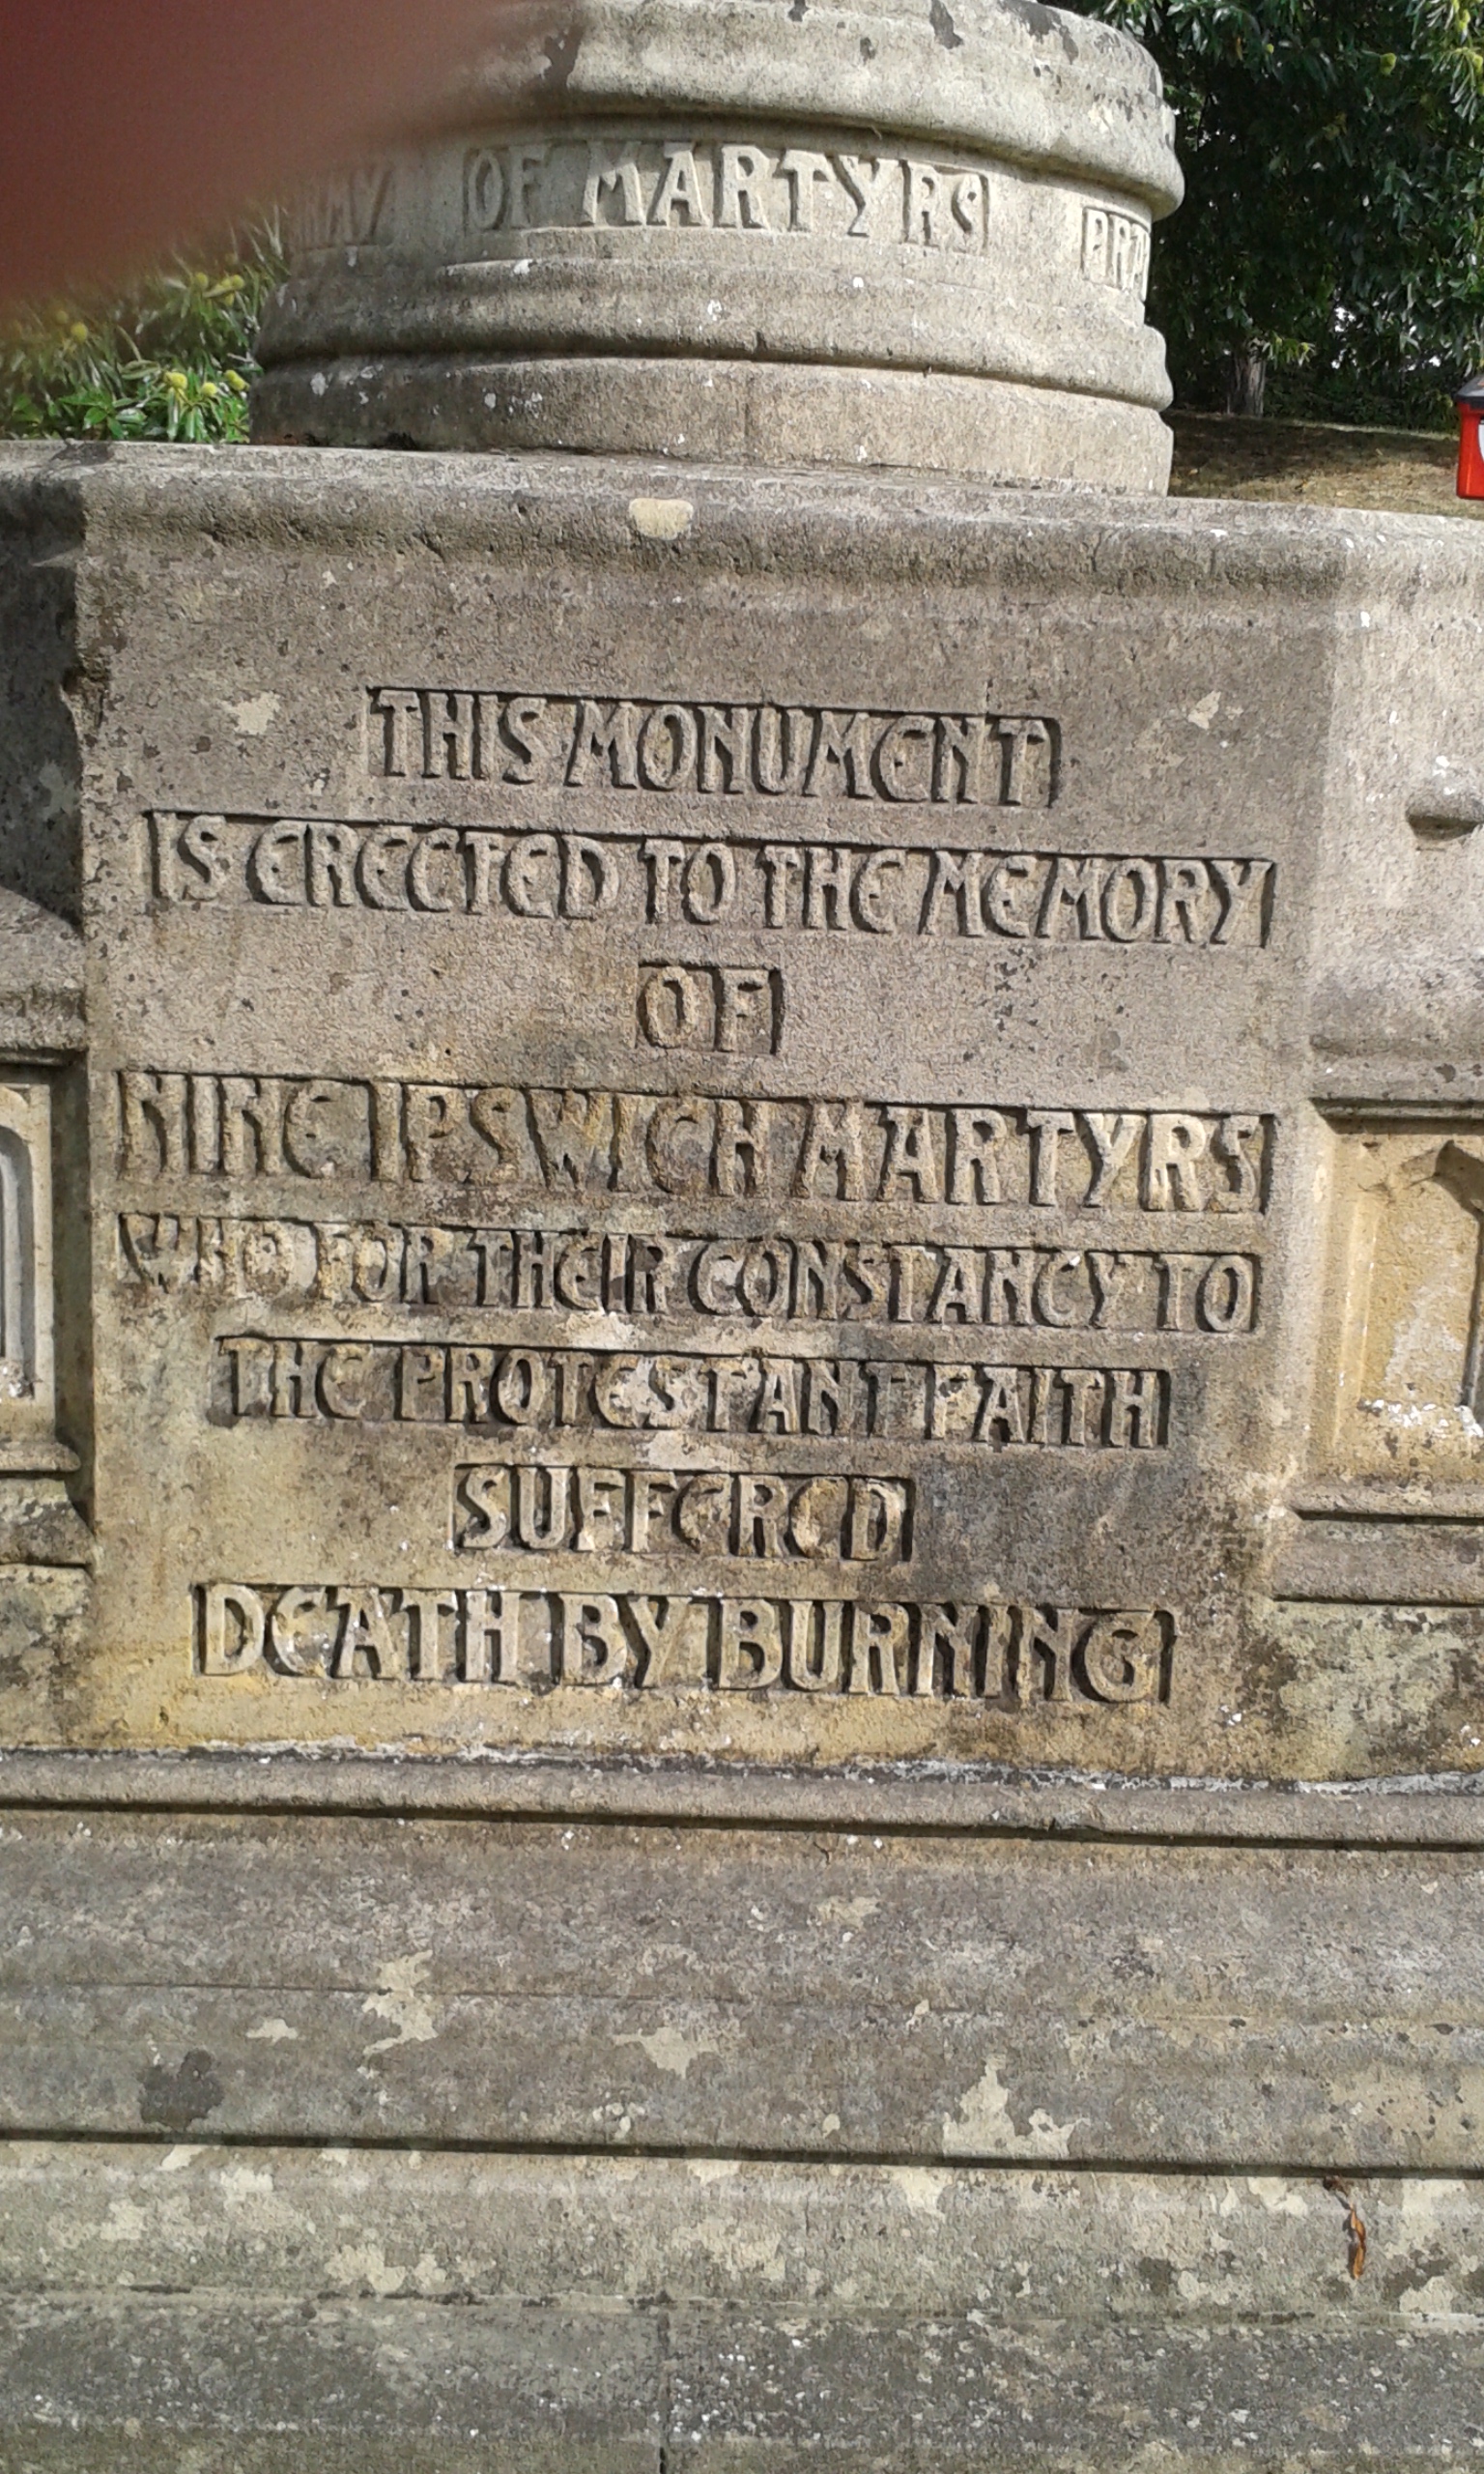 OF MARTYRS
THIS MONUMENT
IS ERECTED TO THE MEMORY
OF
NINE IPSWICH MARTYRS
WHO FOR THEIR CONSTANCY TO
THE PROTESTANT FAITH
SUFFERED
DEATH BY BURNING